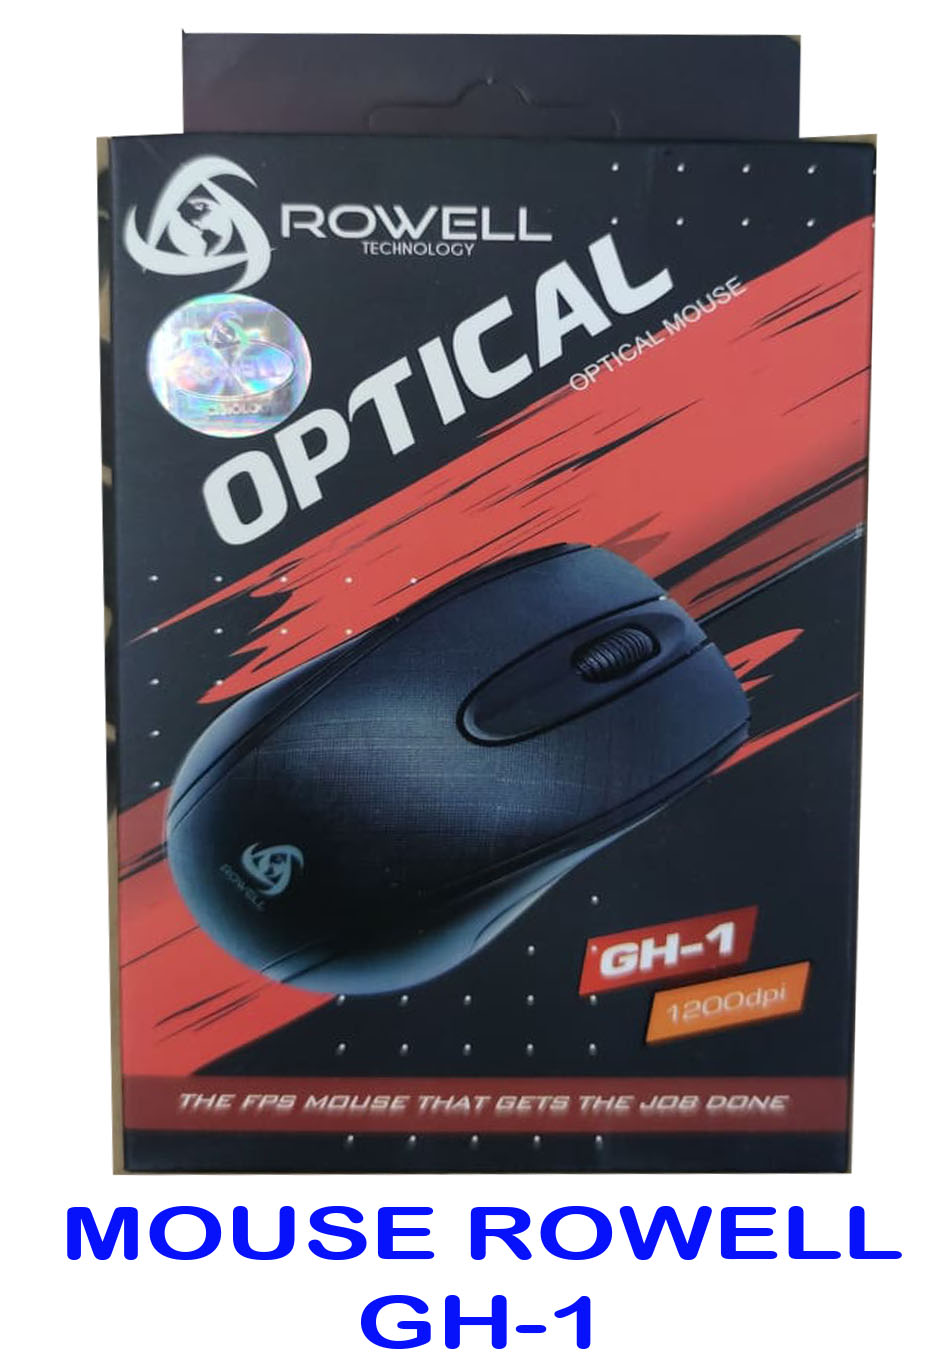 ROWELL
TECHNOLOGY
OPTICAL
OPTICAL MOUSE
ROWELL
ROWELL
GH-1
1200dpi
THE FPS MOUSE THAT GETS THE JOB DONE
MOUSE ROWELL
GH-1